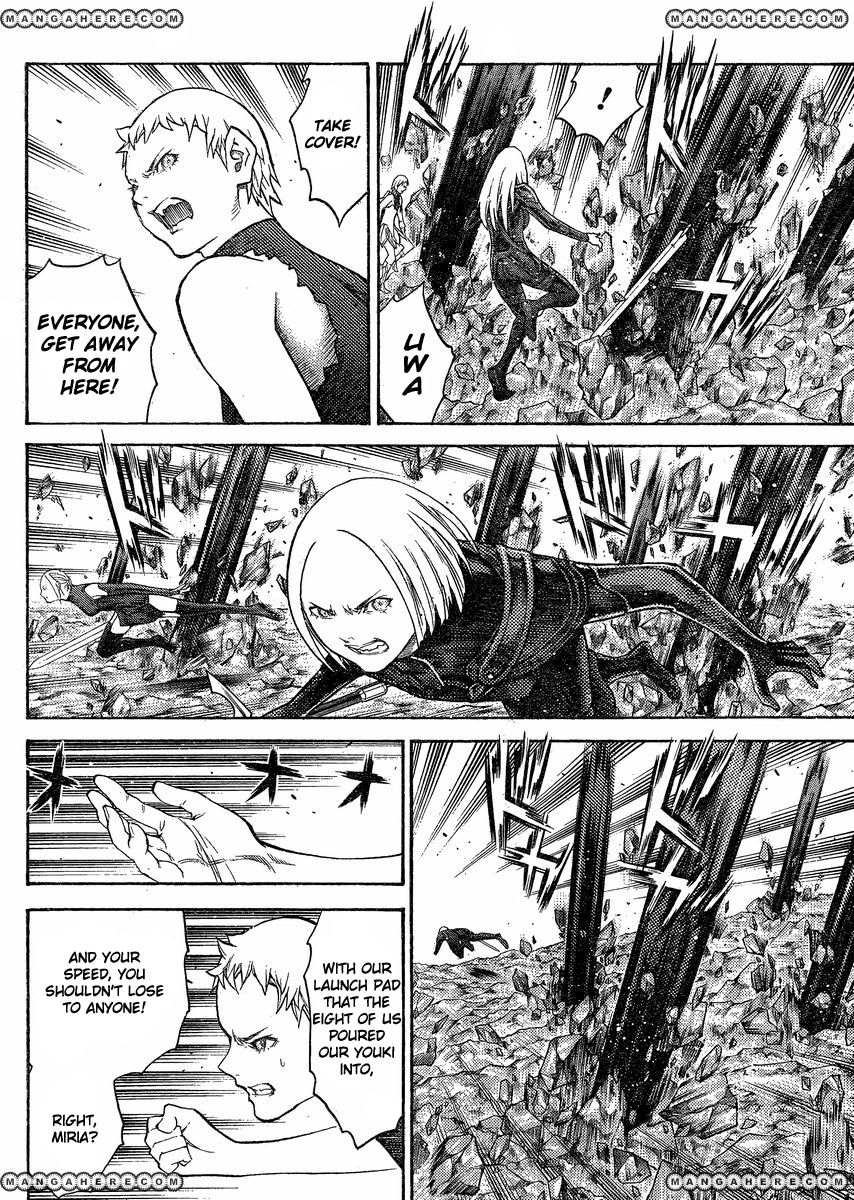 MANGAHERE.COM
MANGAHERE.COM
!
UWA
TAKE
COVER!
EVERYONE,
GET AWAY
FROM
HERE!
WITH OUR
LAUNCH PAD
THAT THE
EIGHT OF US
POURED
OUR YOUKI
INTO,
AND YOUR
SPEED, YOU
SHOULDN'T LOSE
TO ANYONE!
RIGHT,
MIRIA?
MANGAHERE.COM
MANGAHERE.COM